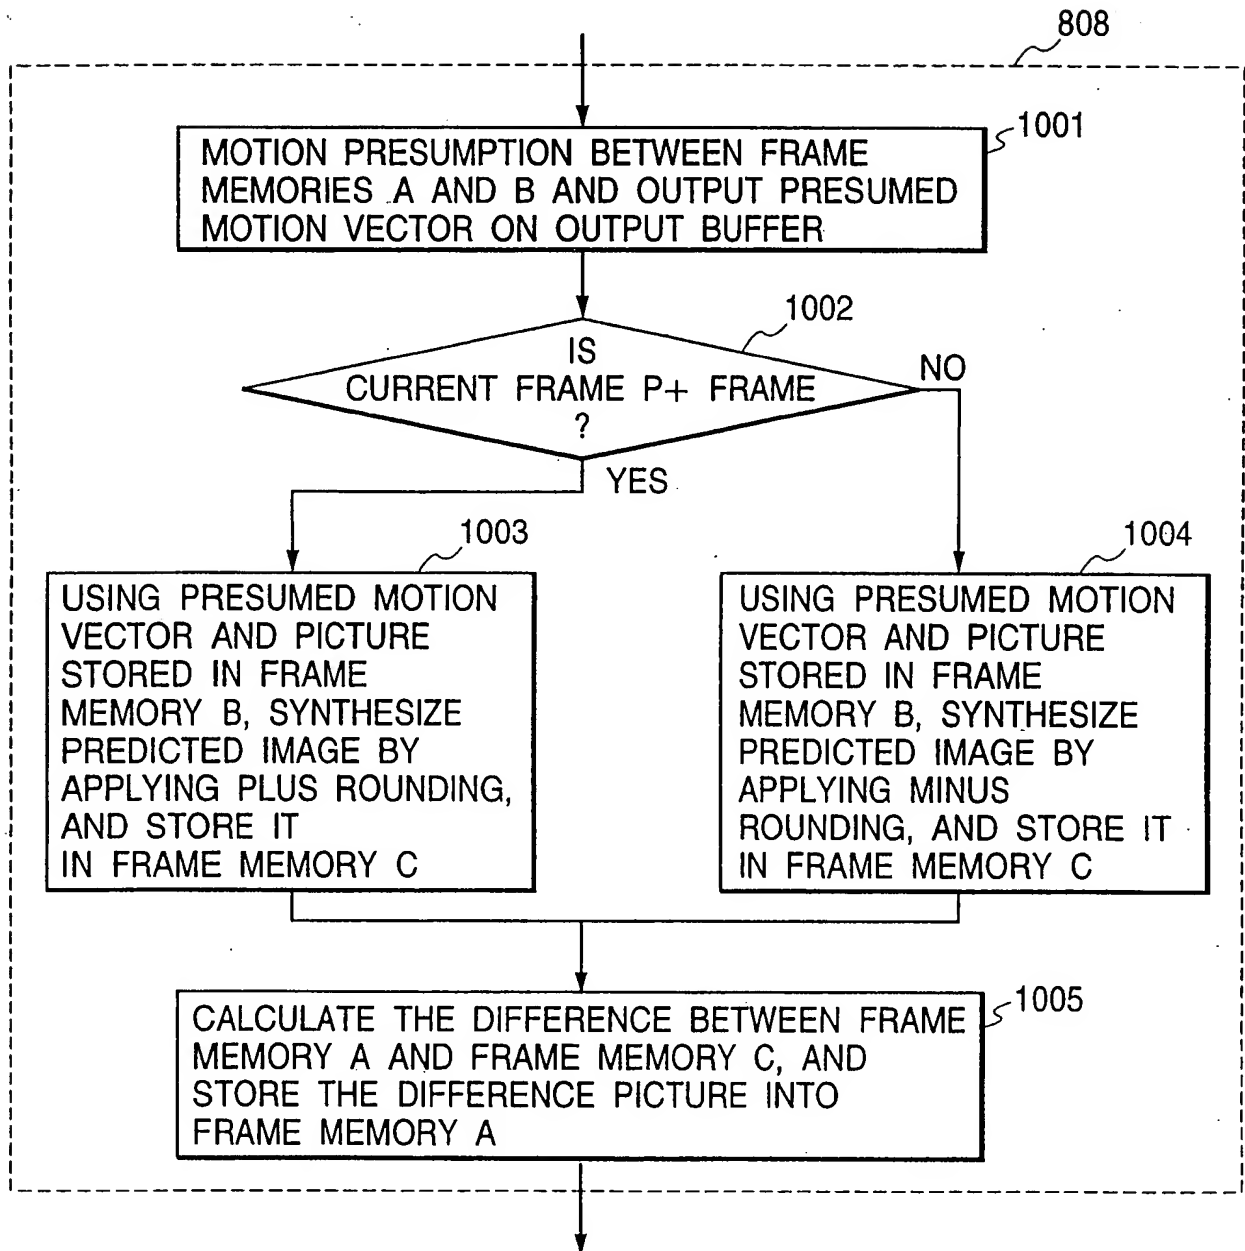 808
1001
MOTION PRESUMPTION BETWEEN FRAME
MEMORIES A AND B AND OUTPUT PRESUMED
MOTION VECTOR ON OUTPUT BUFFER
1002
IS
CURRENT FRAME P+ FRAME
?
NO
YES
1003
USING PRESUMED MOTION
VECTOR AND PICTURE
STORED IN FRAME
MEMORY B, SYNTHESIZE
PREDICTED IMAGE BY
APPLYING PLUS ROUNDING,
AND STORE IT
IN FRAME MEMORY C
1004
USING PRESUMED MOTION
VECTOR AND PICTURE
STORED IN FRAME
MEMORY B, SYNTHESIZE
PREDICTED IMAGE BY
APPLYING MINUS
ROUNDING, AND STORE IT
IN FRAME MEMORY C
1005
CALCULATE THE DIFFERENCE BETWEEN FRAME
MEMORY A AND FRAME MEMORY C, AND
STORE THE DIFFERENCE PICTURE INTO
FRAME MEMORY A